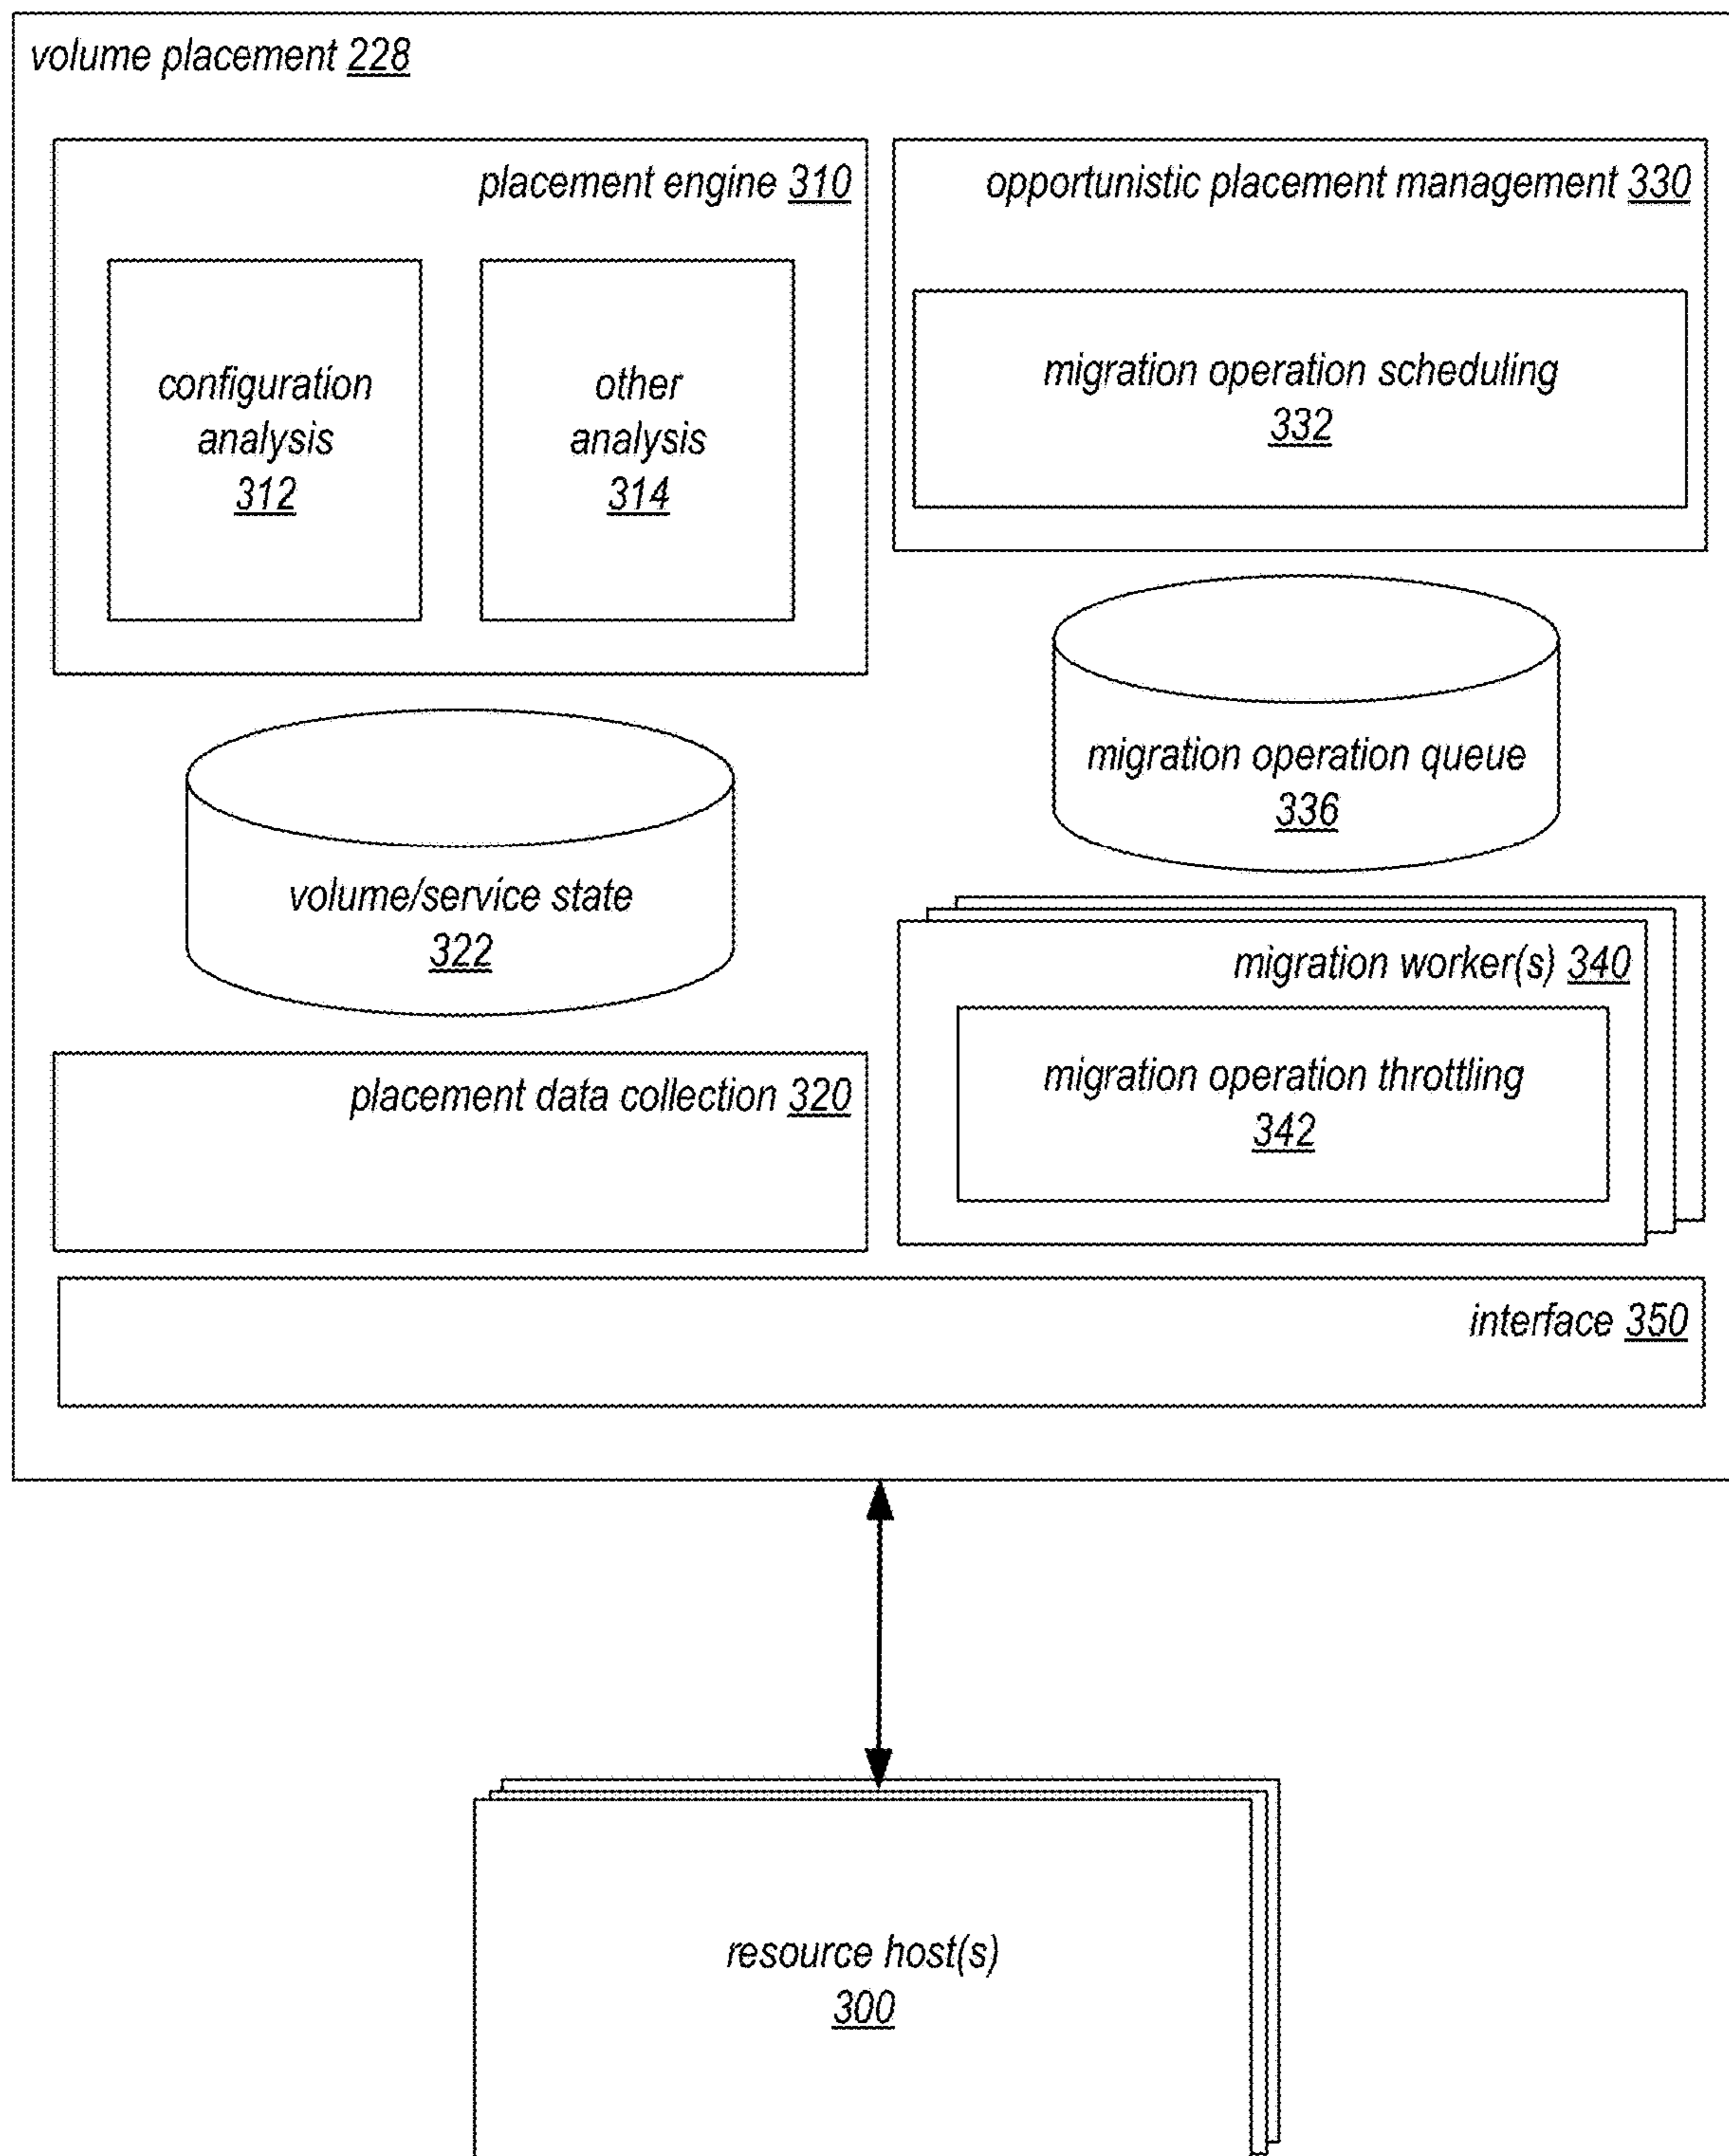 volume placement 228
placement engine 310
configuration
analysis
312
other
analysis
314
opportunistic placement management 330
migration operation scheduling
332
migration operation queue
336
volume/service state
322
migration worker(s) 340
migration operation throttling
342
placement data collection 320
interface 350
resource host(s)
300